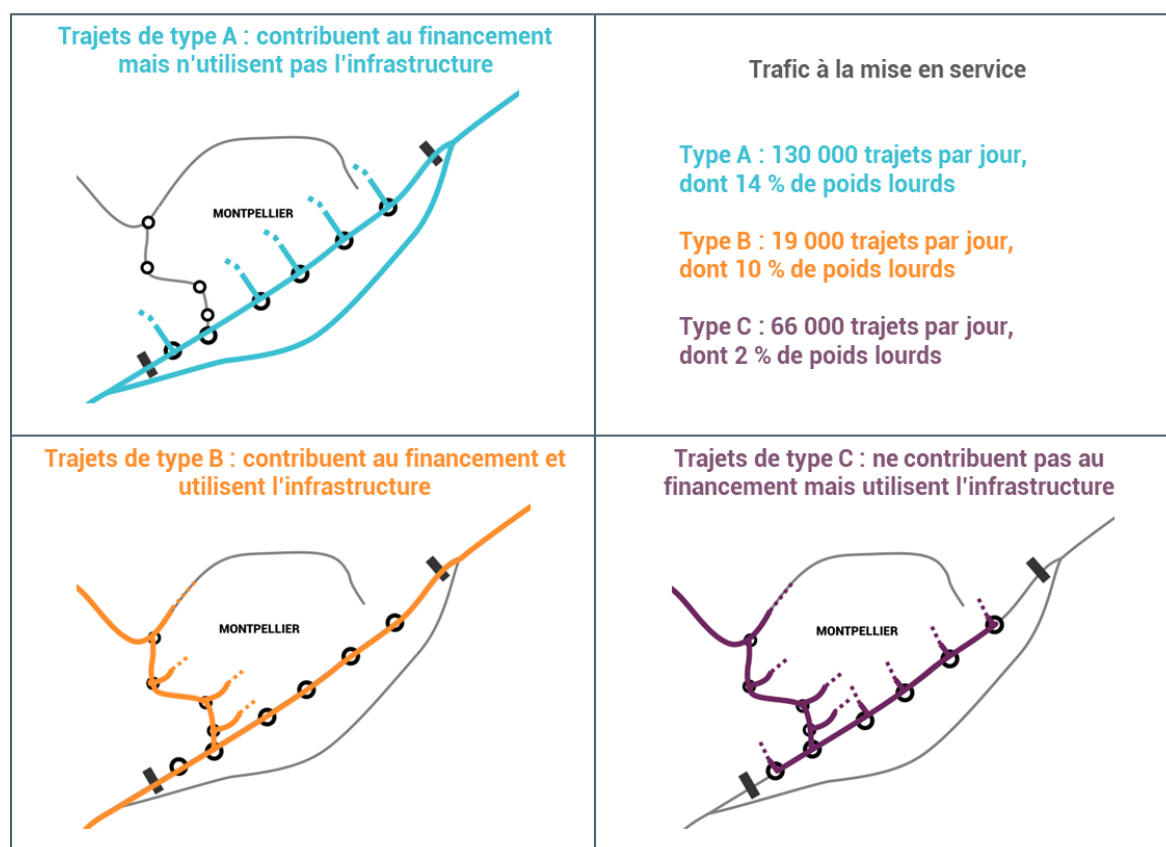 Trajets de type A : contribuent au financement
mais n'utilisent pas l'infrastructure
MONTPELLIER
Trafic à la mise en service
Type A : 130 000 trajets par jour,
dont 14 % de poids lourds
Type B : 19 000 trajets par jour,
dont 10 % de poids lourds
Type C : 66 000 trajets par jour,
dont 2 % de poids lourds
Trajets de type B : contribuent au financement et
utilisent l'infrastructure
MONTPELLIER
Trajets de type C : ne contribuent pas au
financement mais utilisent l'infrastructure
MONTPELLIER